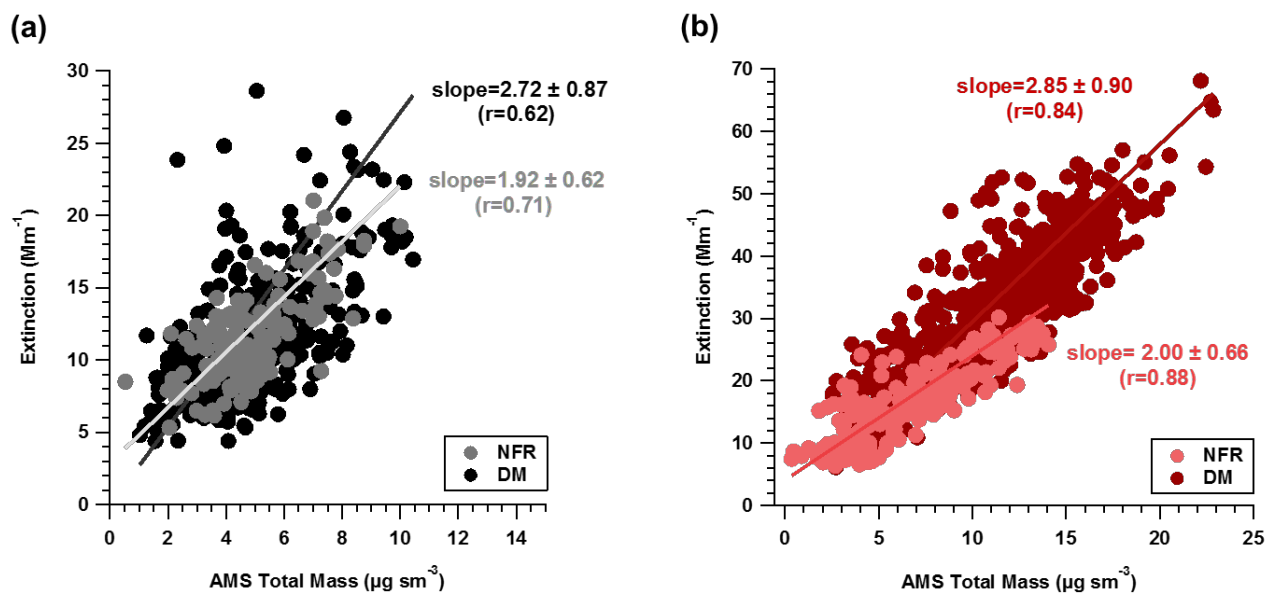 (a)
30
25
20
15
10
5
0
Extinction (Mm-1)
0 2 4 6 8 10 12 14
AMS Total Mass (µg sm-3)
slope=2.72 ± 0.87
(r=0.62)
slope=1.92 ± 0.62
(r=0.71)
NFR
DM
(b)
70
60
50
40
30
20
10
0
Extinction (Mm-1)
0 5 10 15 20 25
AMS Total Mass (µg sm-3)
slope=2.85 ± 0.90
(r=0.84)
slope= 2.00 ± 0.66
(r=0.88)
NFR
DM